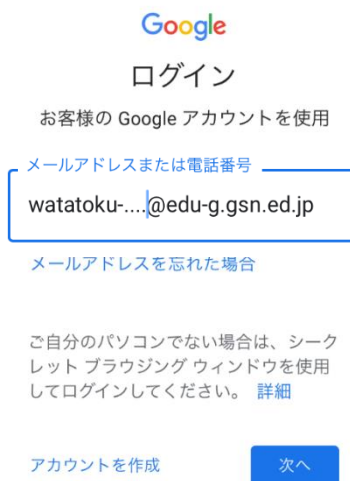 Google
ログイン
お客様の Google アカウントを使用
メールアドレスまたは電話番号
watatoku-....@edu-g.gsn.ed.jp
メールアドレスを忘れた場合
ご自分のパソコンでない場合は、シーク
レット ブラウジング ウィンドウを使用
してログインしてください。 詳細
アカウントを作成
次へ